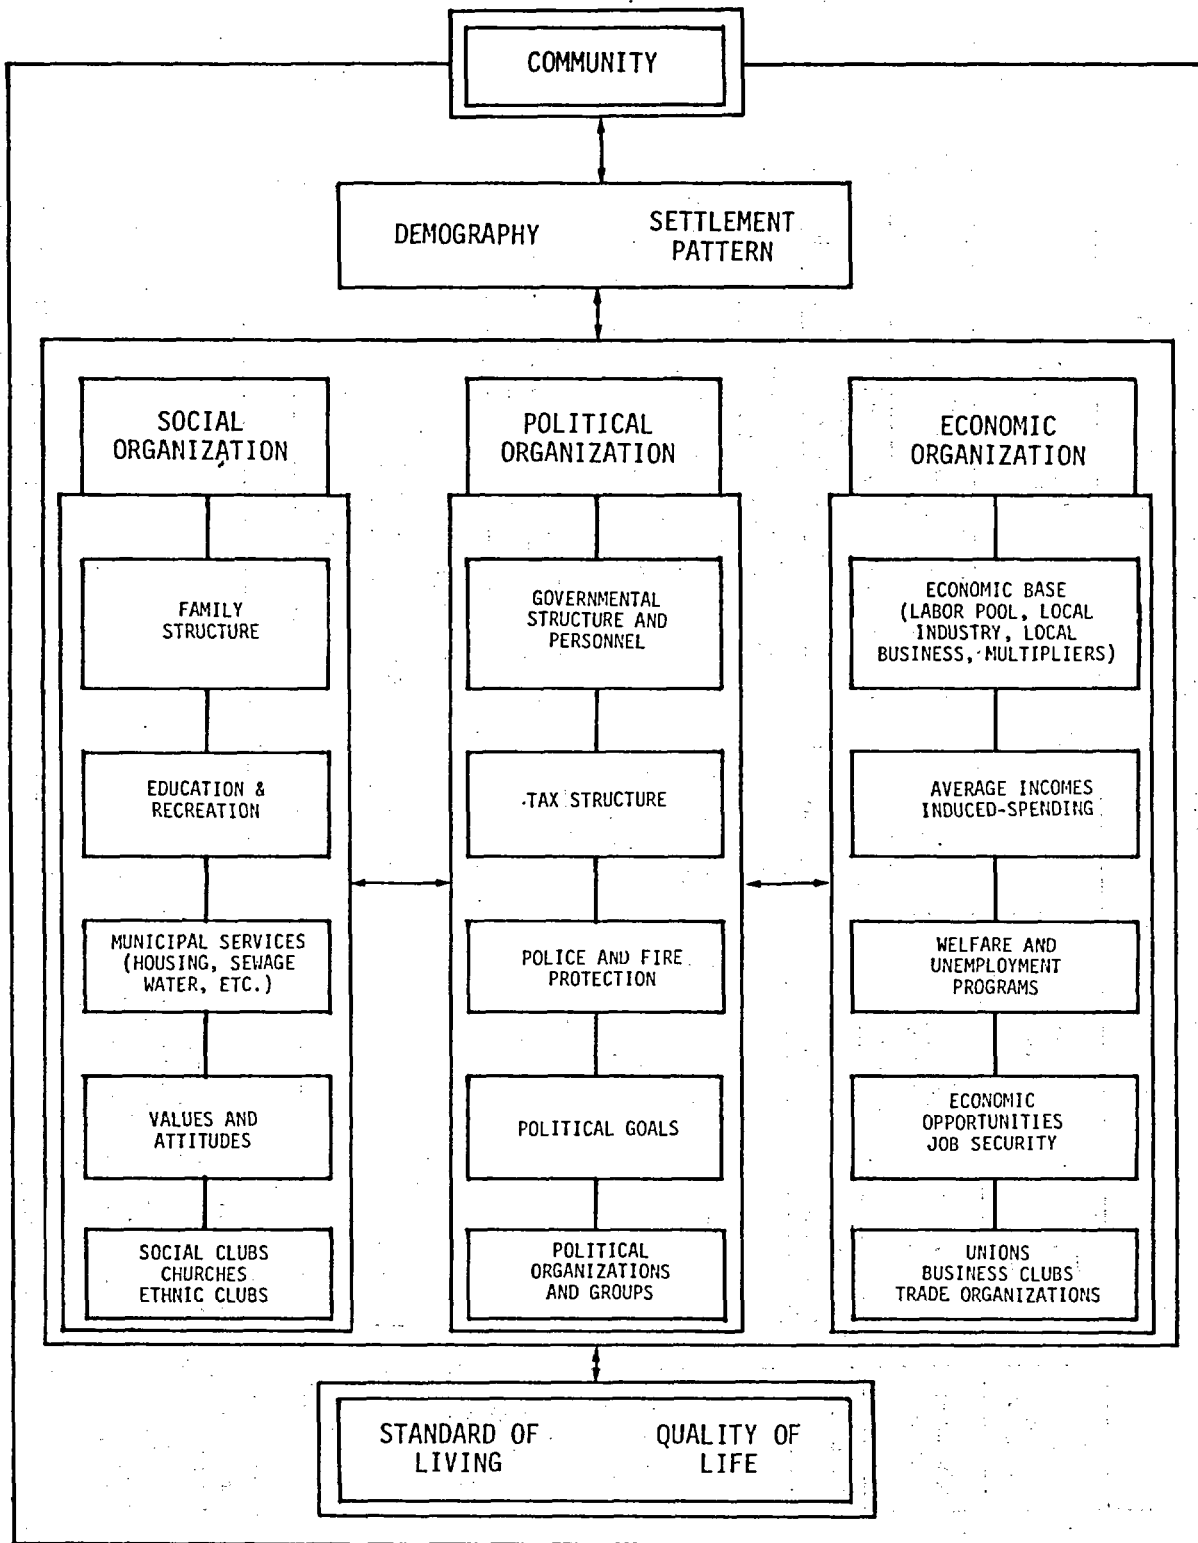 COMMUNITY
DEMOGRAPHY
SETTLEMENT
PATTERN
SOCIAL
ORGANIZATION
FAMILY
STRUCTURE
EDUCATION &
RECREATION
MUNICIPAL SERVICES
(HOUSING, SEWAGE
WATER, ETC.)
VALUES AND
ATTITUDES
SOCIAL CLUBS
CHURCHES
ETHNIC CLUBS
POLITICAL
ORGANIZATION
GOVERNMENTAL
STRUCTURE AND
PERSONNEL
TAX STRUCTURE
POLICE AND FIRE
PROTECTION
POLITICAL GOALS
POLITICAL
ORGANIZATIONS
AND GROUPS
ECONOMIC
ORGANIZATION
ECONOMIC BASE
(LABOR POOL, LOCAL
INDUSTRY, LOCAL
BUSINESS, MULTIPLIERS)
AVERAGE INCOMES
INDUCED-SPENDING
WELFARE AND
UNEMPLOYMENT
PROGRAMS
ECONOMIC
OPPORTUNITIES
JOB SECURITY
UNIONS
BUSINESS CLUBS
TRADE ORGANIZATIONS
STANDARD OF
LIVING
QUALITY OF
LIFE